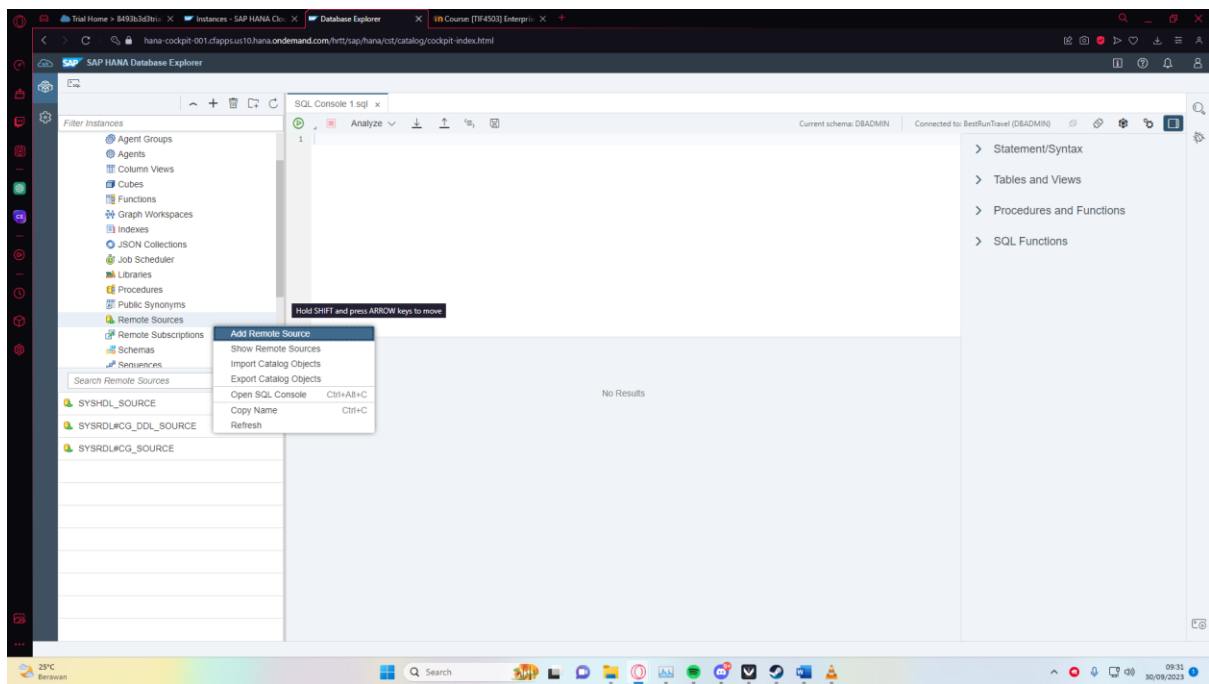 Trial Home > 8493b3d3tria
Instances - SAP HANA Clou
Database Explorer
Course: [TIF4503] Enterpris
hana-cockpit-001.cfapps.us10.hana.ondemand.com/hrtt/sap/hana/cst/catalog/cockpit-index.html
SAP SAP HANA Database Explorer
SQL Console 1.sql
Filter Instances
Analyze
Current schema: DBADMIN
Connected to: BestRunTravel (DBADMIN)
1
Agent Groups
Agents
Column Views
Cubes
Functions
Graph Workspaces
Indexes
JSON Collections
Job Scheduler
Libraries
Procedures
Public Synonyms
Remote Sources
Remote Subscriptions
Schemas
Sequences
Hold SHIFT and press ARROW keys to move
Add Remote Source
Show Remote Sources
Import Catalog Objects
Export Catalog Objects
Open SQL Console Ctrl+Alt+C
Copy Name Ctrl+C
Refresh
Search Remote Sources
SYSHDL_SOURCE
SYSRDL#CG_DDL_SOURCE
SYSRDL#CG_SOURCE
No Results
Statement/Syntax
Tables and Views
Procedures and Functions
SQL Functions
25°C
Berawan
Search
09:31
30/09/2023